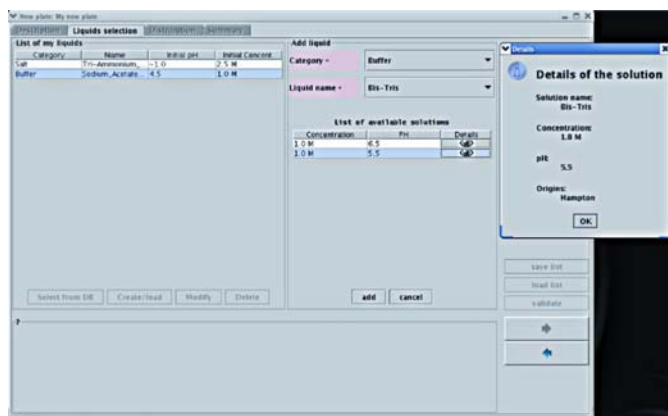 New plate: My new plate
Description Liquids selection Distribution Summary
List of my liquids
Category Name Initial pH Initial Concent
Salt Tri-Ammonium_ -1.0 2.5 M
Buffer Sodium_Acetate... 4.5 1.0 M
Select from DB Create/load Modify Delete
Add liquid
Category - Buffer
Liquid name - Bis-Tris
List of available solutions
Concentration PH Details
1.0 M 6.5
1.0 M 5.5
add cancel
Details
Details of the solution
Solution name:
Bis-Tris
Concentration:
1.0 M
pH:
5.5
Origins:
Hampton
OK
save list
load list
validate
?